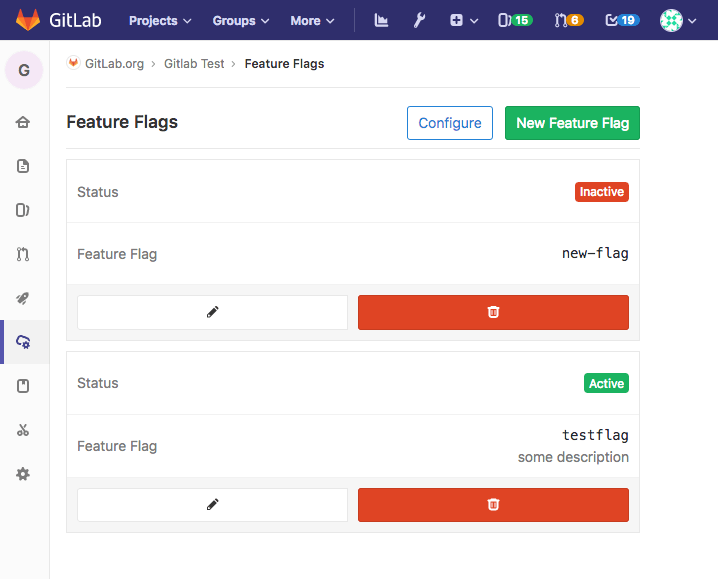 GitLab Projects Groups More 15 6 19
G
GitLab.org › Gitlab Test › Feature Flags
Feature Flags Configure New Feature Flag
Status Inactive
Feature Flag new-flag
Status Active
Feature Flag testflag
some description